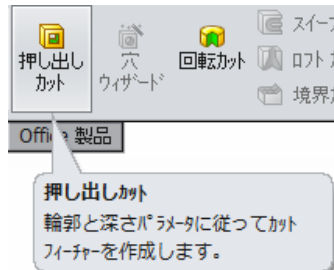 押し出し
カット
穴
ウィザード
回転カット
スイープ
ロフト
境界
Office 製品
押し出しカット
輪郭と深さパラメータに従ってカット
フィーチャーを作成します。